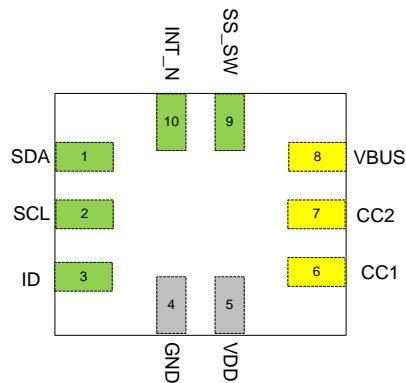 INT_N
SS_SW
10
9
SDA 1
8 VBUS
SCL 2
7 CC2
ID 3
6 CC1
4
5
GND
VDD